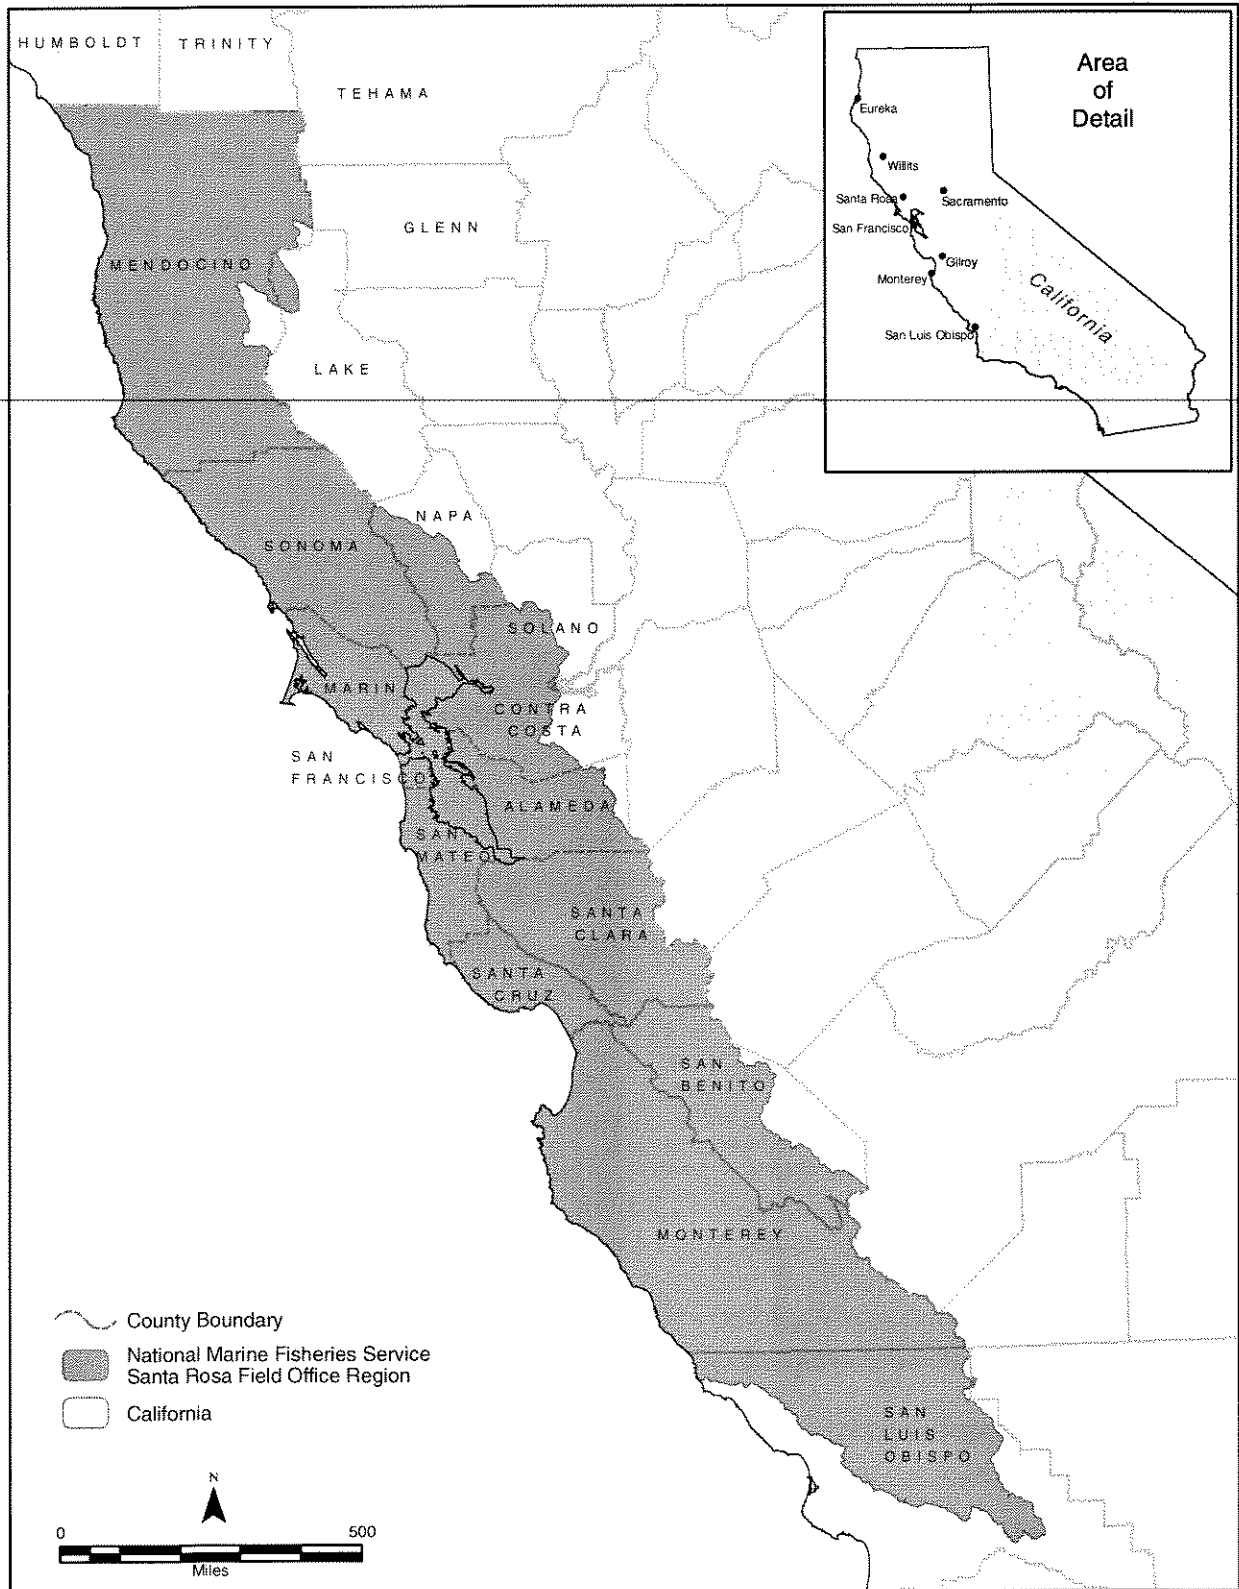 HUMBOLDT
TRINITY
TEHAMA
GLENN
MENDOCINO
LAKE
NAPA
SONOMA
SOLANO
MARIN
CONTRA
COSTA
SAN
FRANCISCO
ALAMEDA
SAN
MATEO
SANTA
CLARA
SANTA
CRUZ
SAN
BENITO
MONTEREY
SAN
LUIS
OBISPO
Area
of
Detail
Eureka
Willits
Santa Rosa
Sacramento
San Francisco
Gilroy
Monterey
California
San Luis Obispo
County Boundary
National Marine Fisheries Service
Santa Rosa Field Office Region
California
N
0 500
Miles